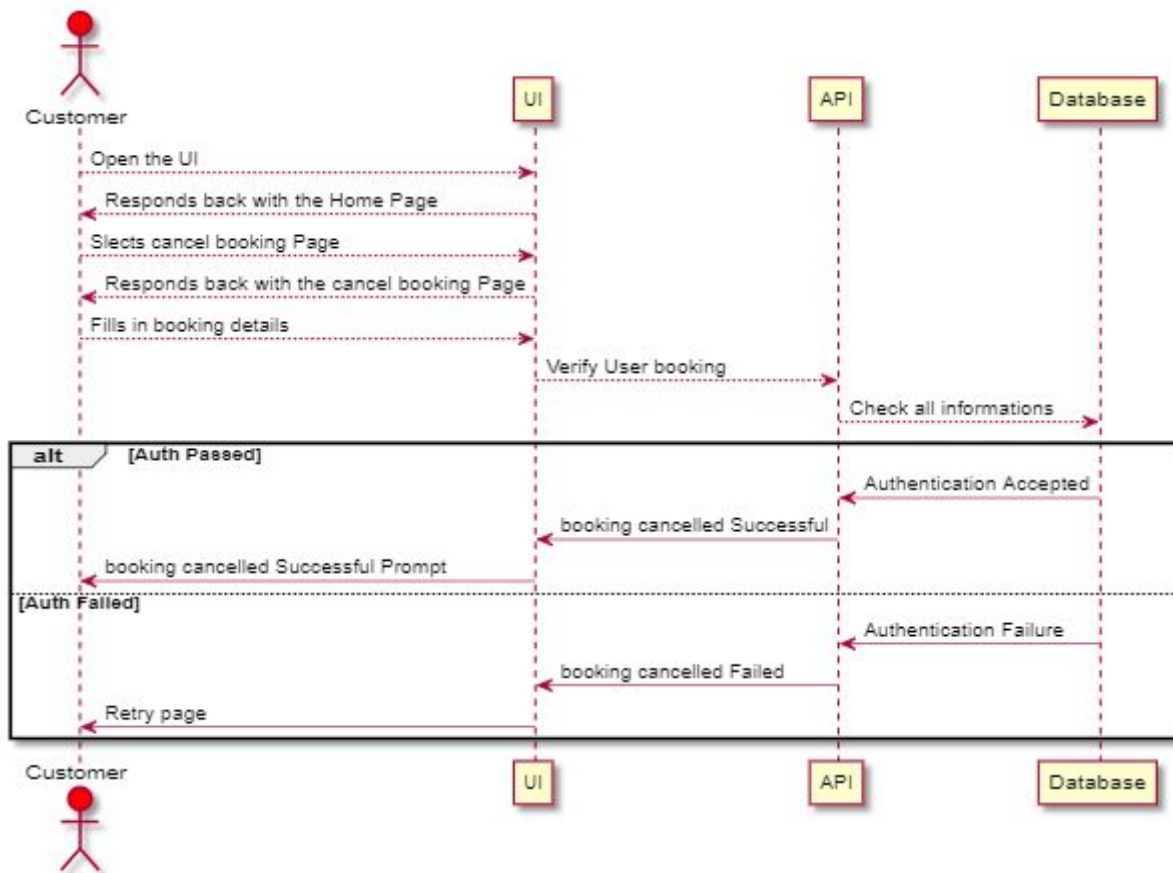 Customer
UI
API
Database
Open the UI
Responds back with the Home Page
Slects cancel booking Page
Responds back with the cancel booking Page
Fills in booking details
Verify User booking
Check all informations
alt [Auth Passed]
Authentication Accepted
booking cancelled Successful
booking cancelled Successful Prompt
[Auth Failed]
Authentication Failure
booking cancelled Failed
Retry page
Customer
UI
API
Database